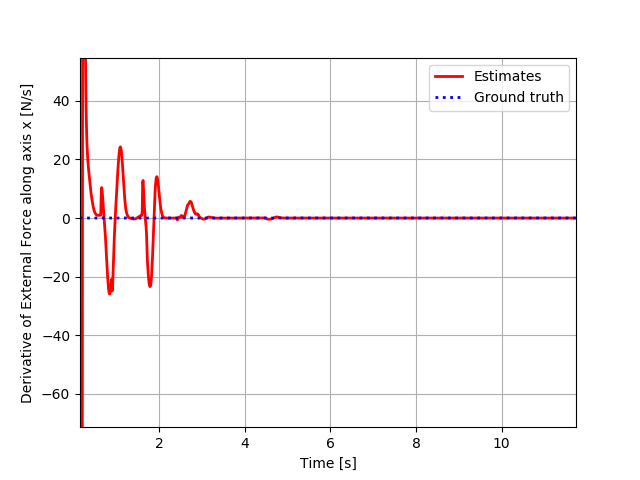 Estimates
Ground truth
Derivative of External Force along axis x [N/s]
40
20
0
−20
−40
−60
2
4
6
8
10
Time [s]